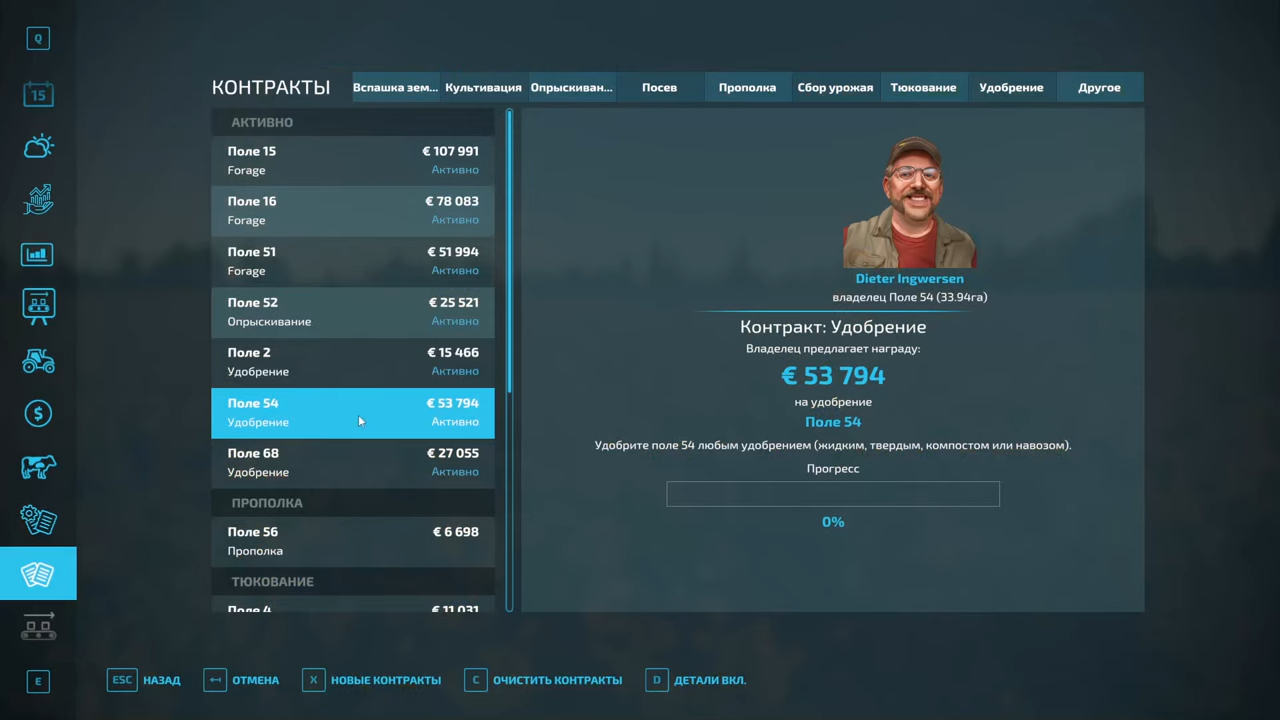 Q
15
КОНТРАКТЫ
Вспашка зем...
Культивация
Опрыскиван...
Посев
Прополка
Сбор урожая
Тюкование
Удобрение
Другое
АКТИВНО
Поле 15 € 107 991
Forage Активно
Поле 16 € 78 083
Forage Активно
Поле 51 € 51 994
Forage Активно
Поле 52 € 25 521
Опрыскивание Активно
Поле 2 € 15 466
Удобрение Активно
Поле 54 € 53 794
Удобрение Активно
Поле 68 € 27 055
Удобрение Активно
ПРОПОЛКА
Поле 56 € 6 698
Прополка
ТЮКОВАНИЕ
Поле 4 € 11 031
Dieter Ingwersen
владелец Поле 54 (33.94га)
Контракт: Удобрение
Владелец предлагает награду:
€ 53 794
на удобрение
Поле 54
Удобрите поле 54 любым удобрением (жидким, твердым, компостом или навозом).
Прогресс
0%
E
ESC НАЗАД
ОТМЕНА
X НОВЫЕ КОНТРАКТЫ
C ОЧИСТИТЬ КОНТРАКТЫ
D ДЕТАЛИ ВКЛ.